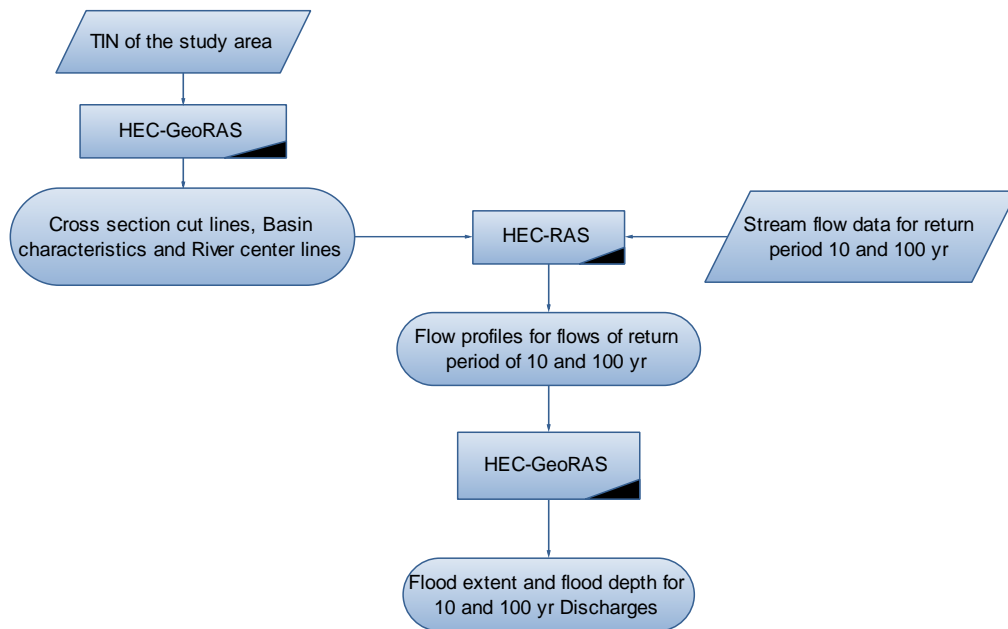 TIN of the study area
HEC-GeoRAS
Cross section cut lines, Basin
characteristics and River center lines
HEC-RAS
Stream flow data for return
period 10 and 100 yr
Flow profiles for flows of return
period of 10 and 100 yr
HEC-GeoRAS
Flood extent and flood depth for
10 and 100 yr Discharges